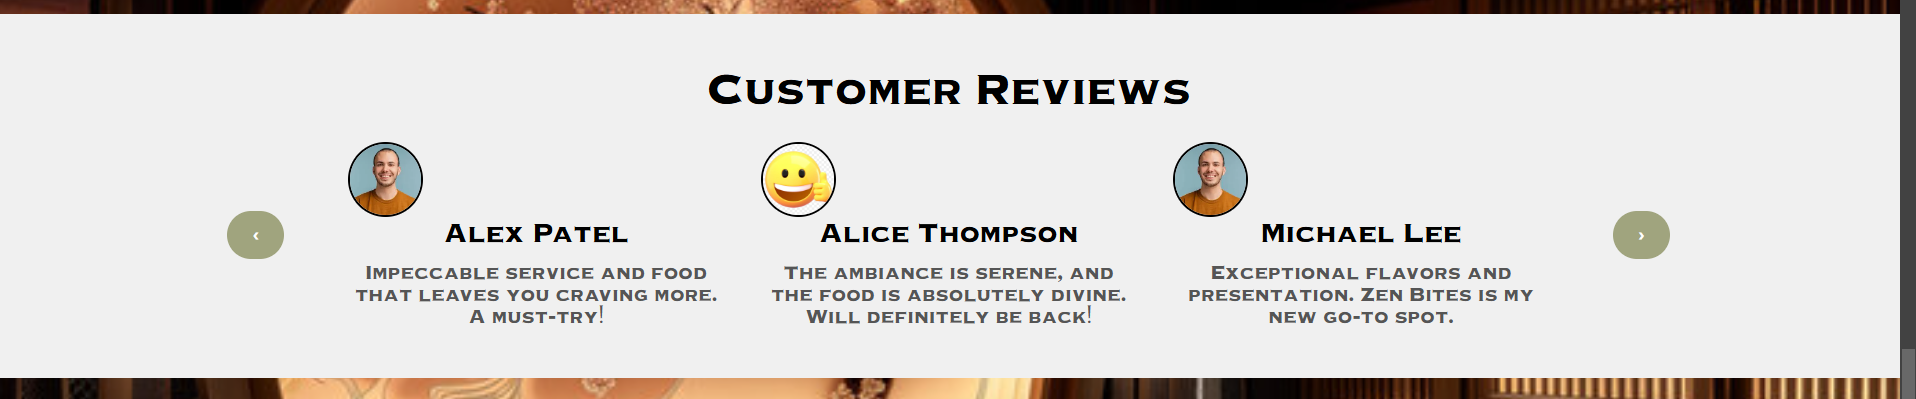 Customer Reviews
‹
Alex Patel
Impeccable service and food
that leaves you craving more.
A must-try!
Alice Thompson
The ambiance is serene, and
the food is absolutely divine.
Will definitely be back!
Michael Lee
Exceptional flavors and
presentation. Zen Bites is my
new go-to spot.
›